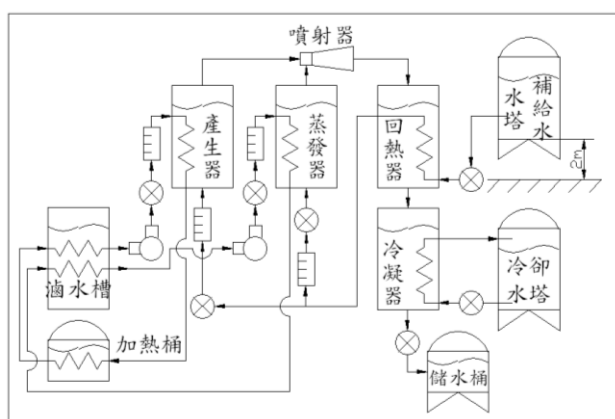 噴射器
產生器
蒸發器
回熱器
補給水
水塔
2m
冷凝器
冷卻
水塔
滷水槽
加熱桶
儲水桶